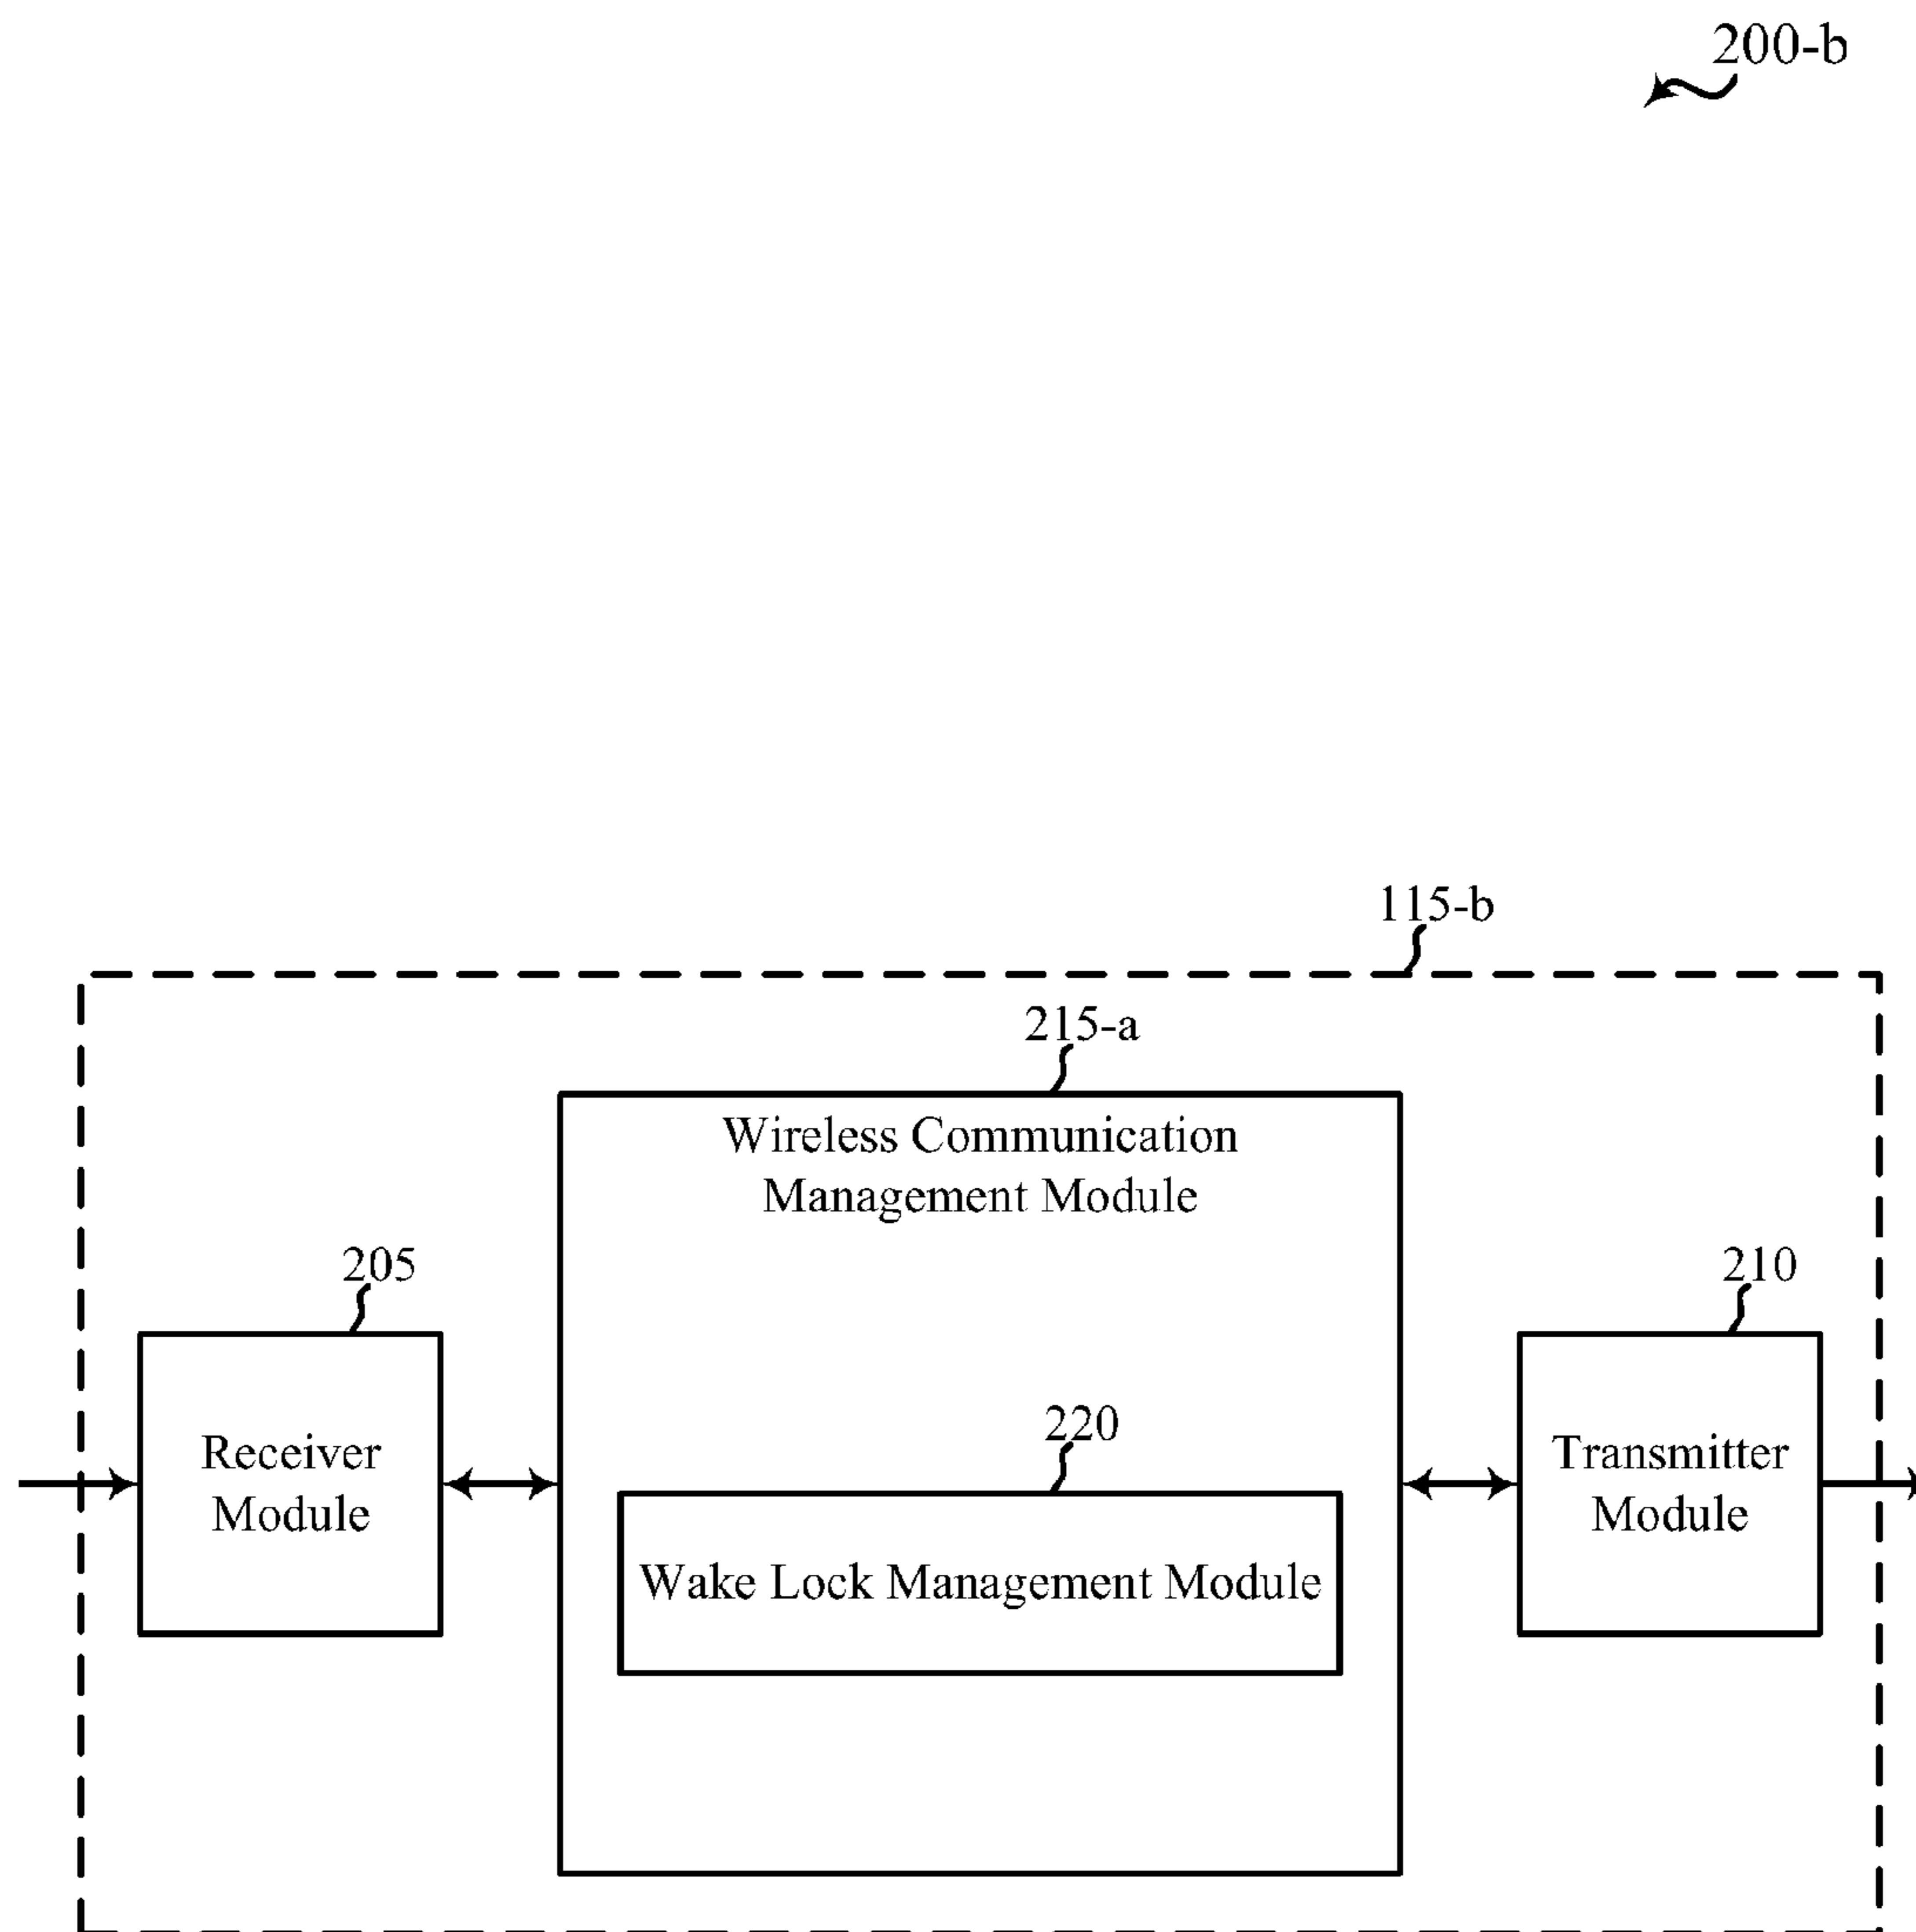 200-b
115-b
215-a
Wireless Communication
Management Module
205
210
220
Receiver
Module
Transmitter
Module
Wake Lock Management Module